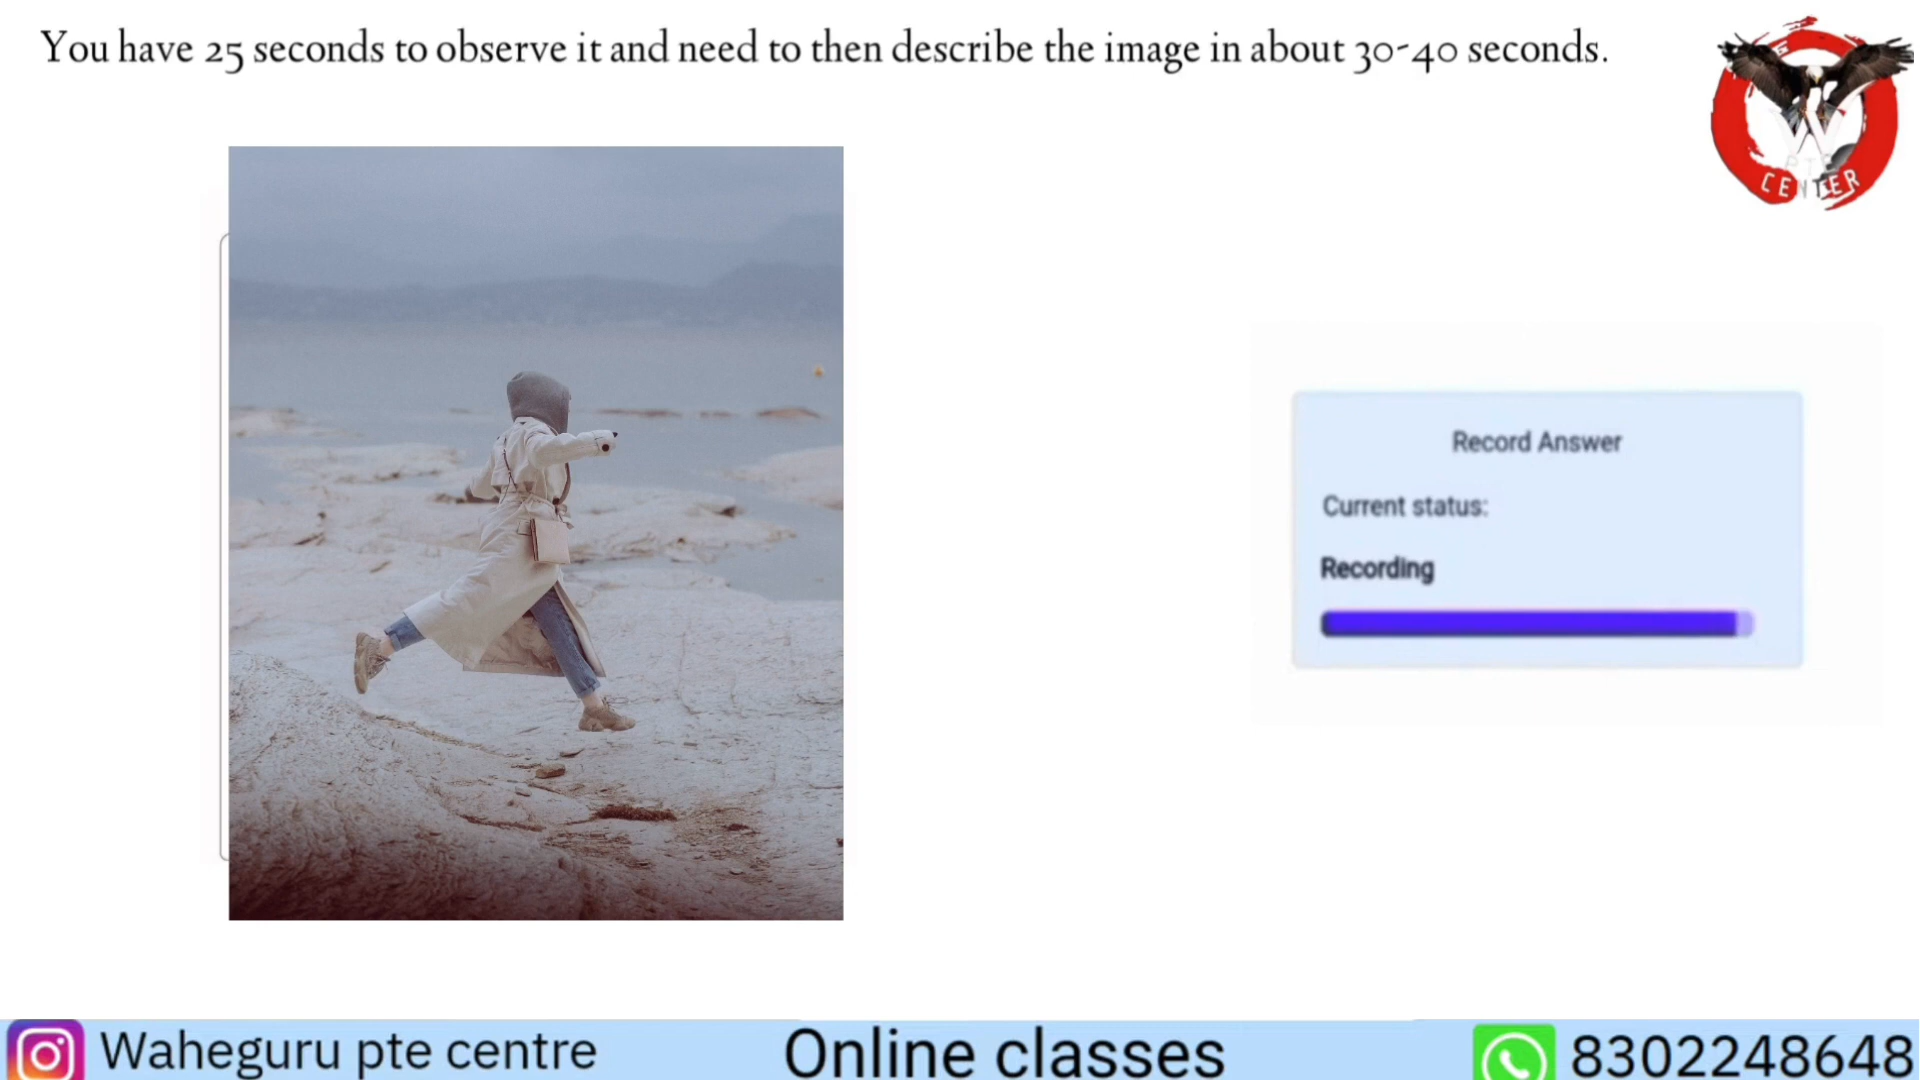 You have 25 seconds to observe it and need to then describe the image in about 30-40 seconds.
W
PTE
CENTER
Record Answer
Current status:
Recording
Waheguru pte centre
Online classes
8302248648